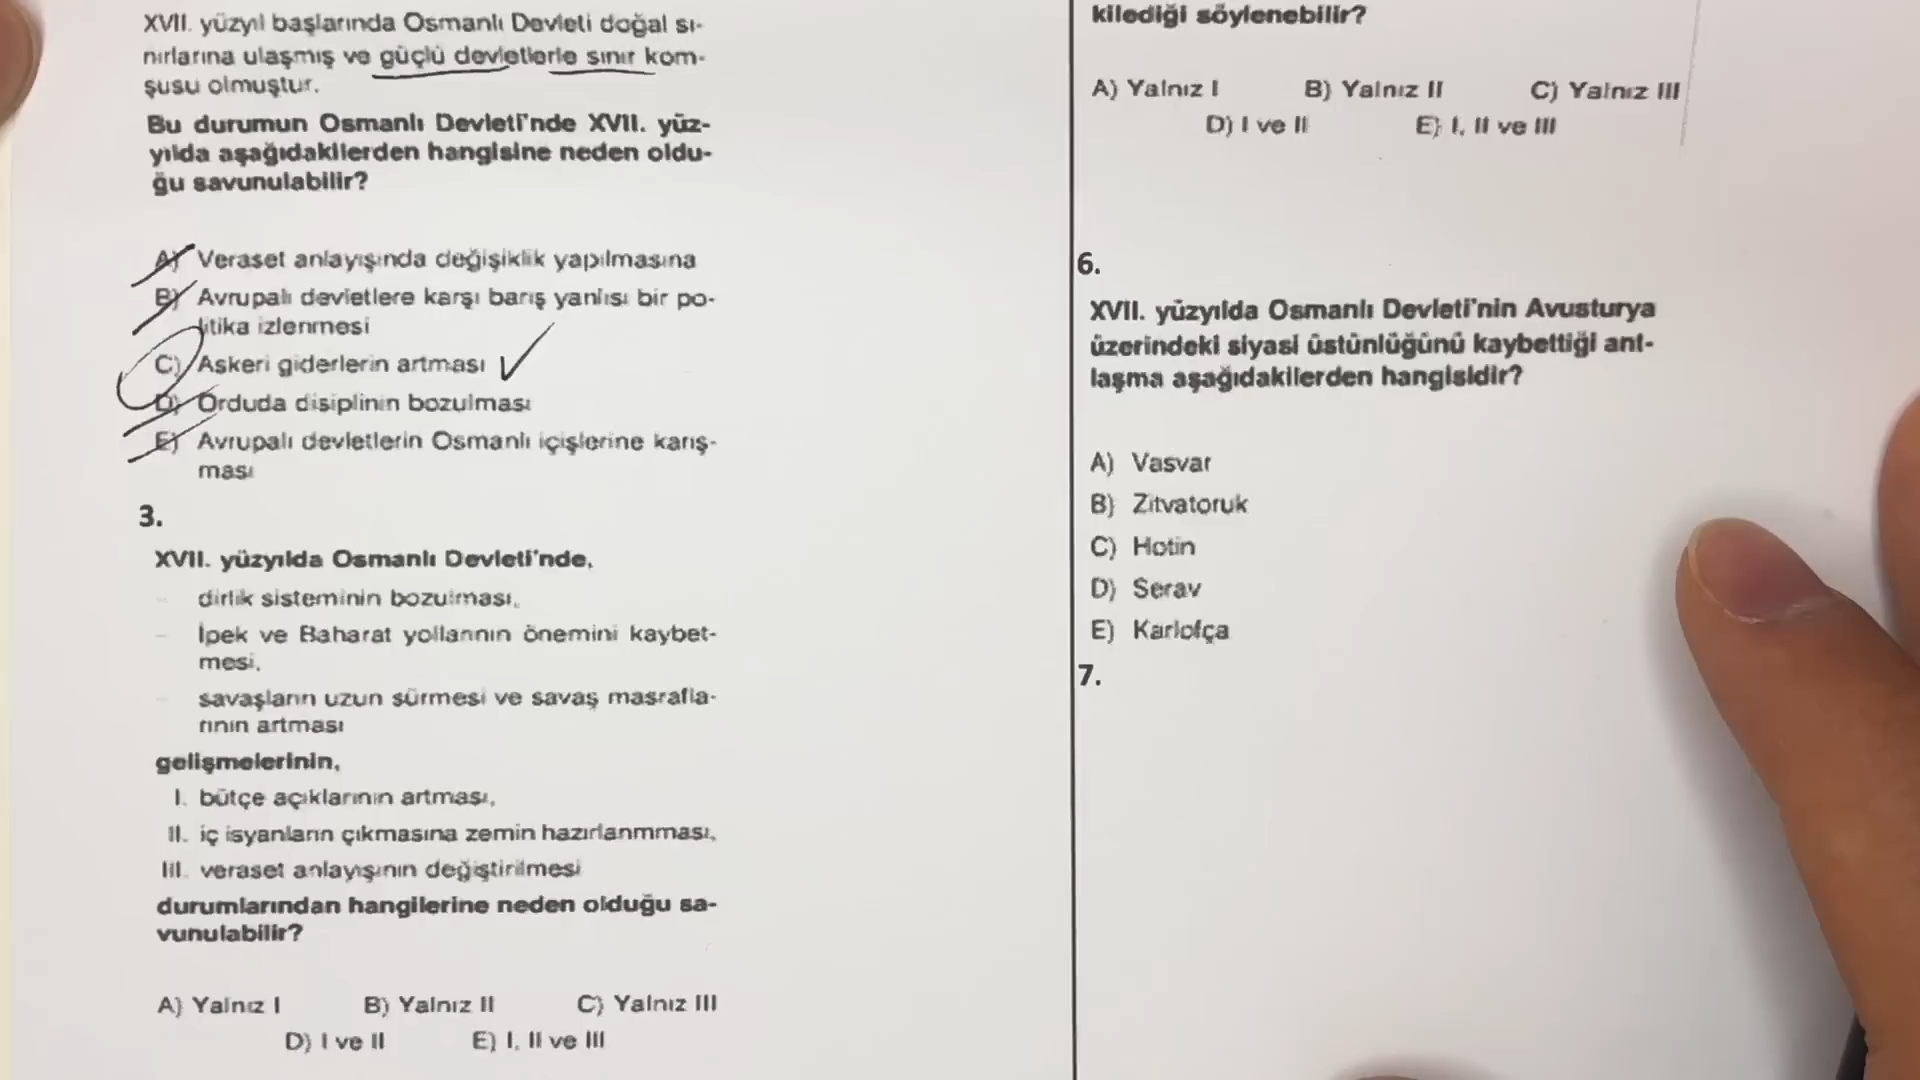 XVII. yüzyıl başlarında Osmanlı Devleti doğal sı-
nırlarına ulaşmış ve güçlü devletlerle sınır kom-
şusu olmuştur.
Bu durumun Osmanlı Devleti'nde XVII. yüz-
yılda aşağıdakilerden hangisine neden oldu-
ğu savunulabilir?
A) Veraset anlayışında değişiklik yapılmasına
B) Avrupalı devletlere karşı barış yanlısı bir po-
litika izlenmesi
C) Askeri giderlerin artması
D) Orduda disiplinin bozulması
E) Avrupalı devletlerin Osmanlı içişlerine karış-
ması
3.
XVII. yüzyılda Osmanlı Devleti'nde,
– dirlik sisteminin bozulması,
– İpek ve Baharat yollarının önemini kaybet-
mesi,
– savaşların uzun sürmesi ve savaş masrafla-
rının artması
gelişmelerinin,
I. bütçe açıklarının artması,
II. iç isyanların çıkmasına zemin hazırlanmması,
III. veraset anlayışının değiştirilmesi
durumlarından hangilerine neden olduğu sa-
vunulabilir?
A) Yalnız I B) Yalnız II C) Yalnız III
D) I ve II E) I, II ve III
kilediği söylenebilir?
A) Yalnız I B) Yalnız II C) Yalnız III
D) I ve II E) I, II ve III
6.
XVII. yüzyılda Osmanlı Devleti'nin Avusturya
üzerindeki siyasi üstünlüğünü kaybettiği ant-
laşma aşağıdakilerden hangisidir?
A) Vasvar
B) Zitvatoruk
C) Hotin
D) Serav
E) Karlofça
7.